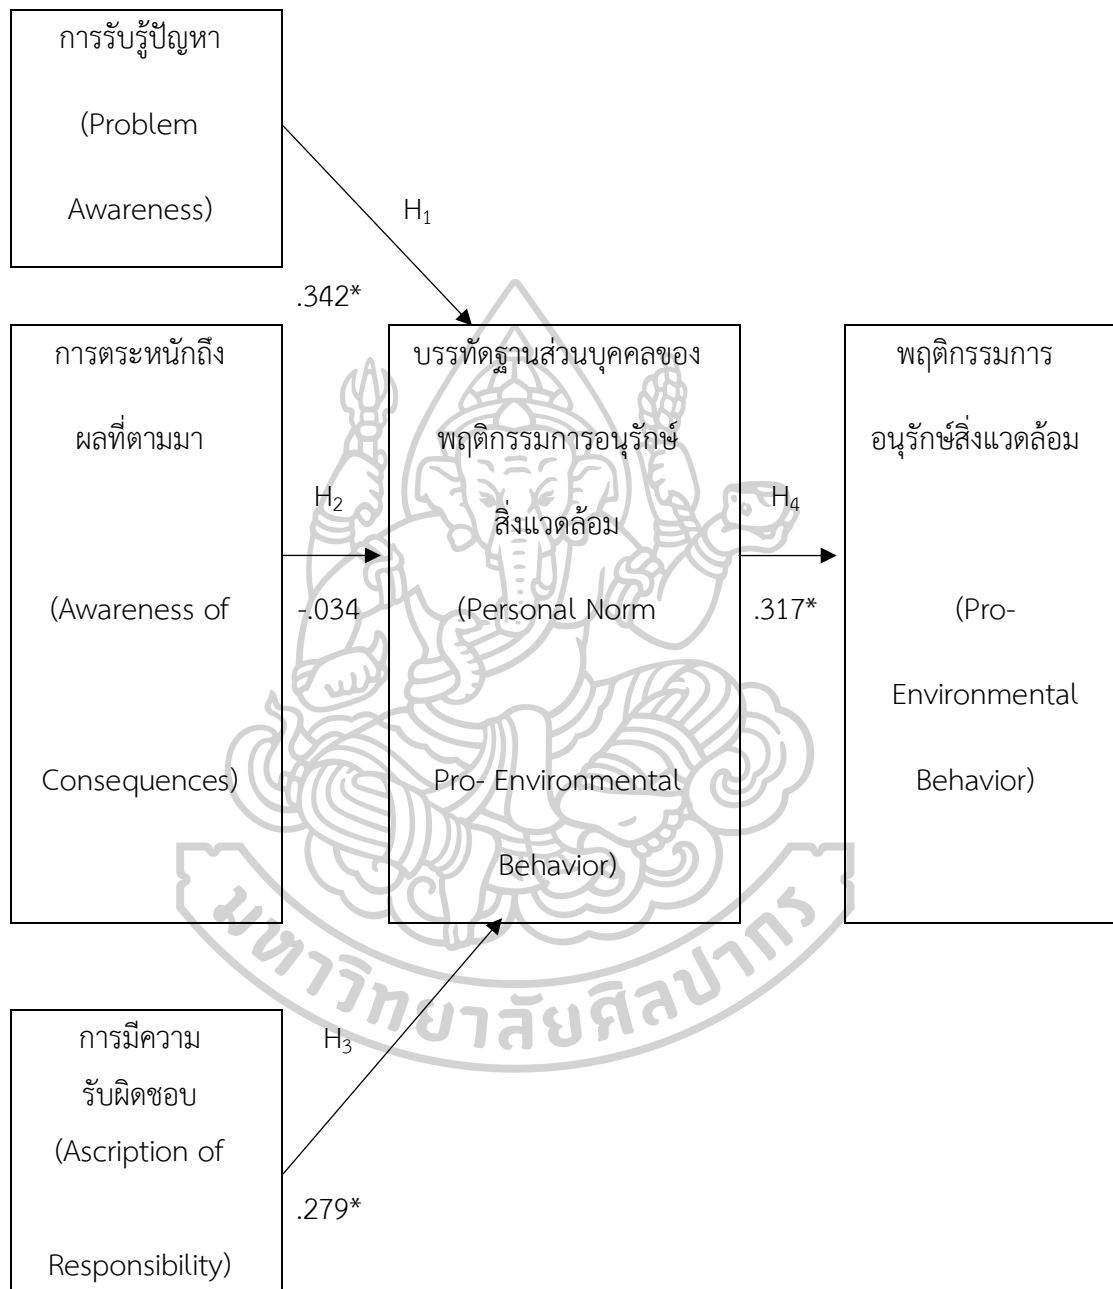 การรับรู้ปัญหา
(Problem
Awareness)
H1
.342*
การตระหนักถึง
ผลที่ตามมา
(Awareness of
Consequences)
H2
-.034
บรรทัดฐานส่วนบุคคลของ
พฤติกรรมการอนุรักษ์
สิ่งแวดล้อม
(Personal Norm
Pro- Environmental
Behavior)
H4
.317*
พฤติกรรมการ
อนุรักษ์สิ่งแวดล้อม
(Pro-
Environmental
Behavior)
การมีความ
รับผิดชอบ
(Ascription of
Responsibility)
H3
.279*
มหาวิทยาลัยศิลปากร